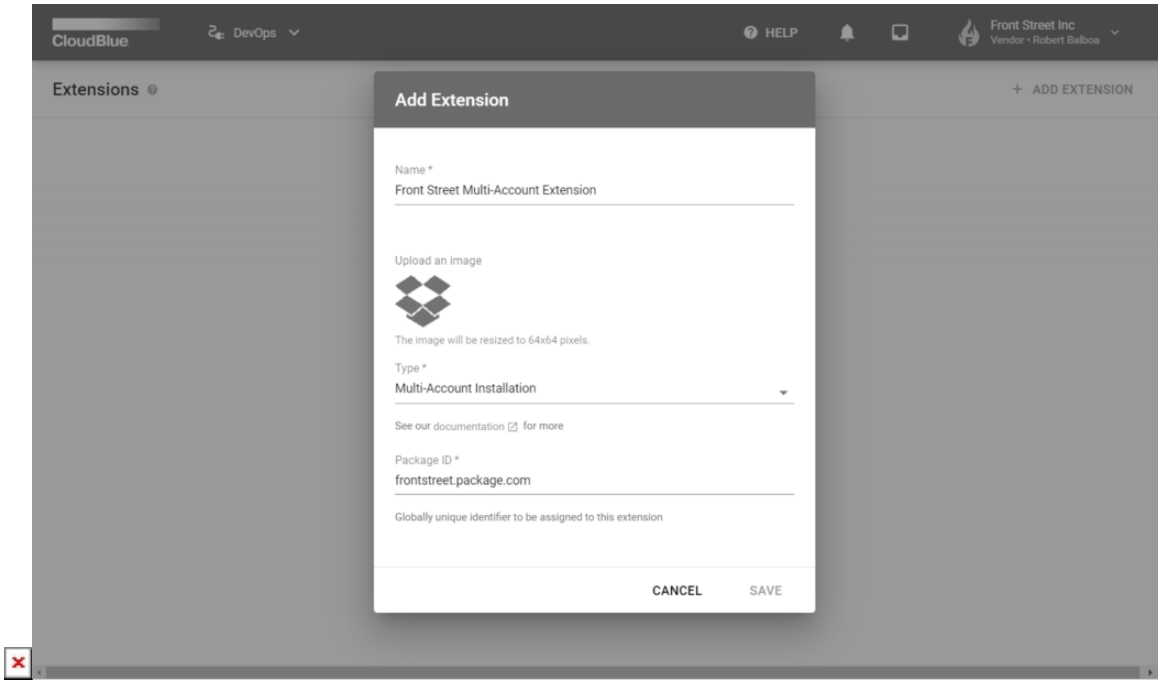 CloudBlue.
DevOps
HELP
Front Street Inc
Vendor • Robert Balboa
Extensions
+ ADD EXTENSION
Add Extension
Name *
Front Street Multi-Account Extension
Upload an image
The image will be resized to 64x64 pixels.
Type *
Multi-Account Installation
See our documentation for more
Package ID *
frontstreet.package.com
Globally unique identifier to be assigned to this extension
CANCEL
SAVE